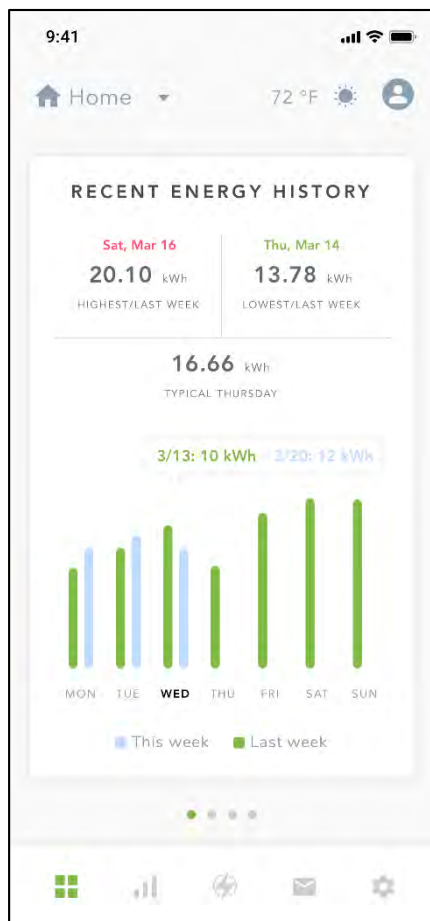 9:41
Home 72 °F
RECENT ENERGY HISTORY
Sat, Mar 16 Thu, Mar 14
20.10 kWh 13.78 kWh
HIGHEST/LAST WEEK LOWEST/LAST WEEK
16.66 kWh
TYPICAL THURSDAY
3/13: 10 kWh 3/20: 12 kWh
MON TUE WED THU FRI SAT SUN
This week Last week